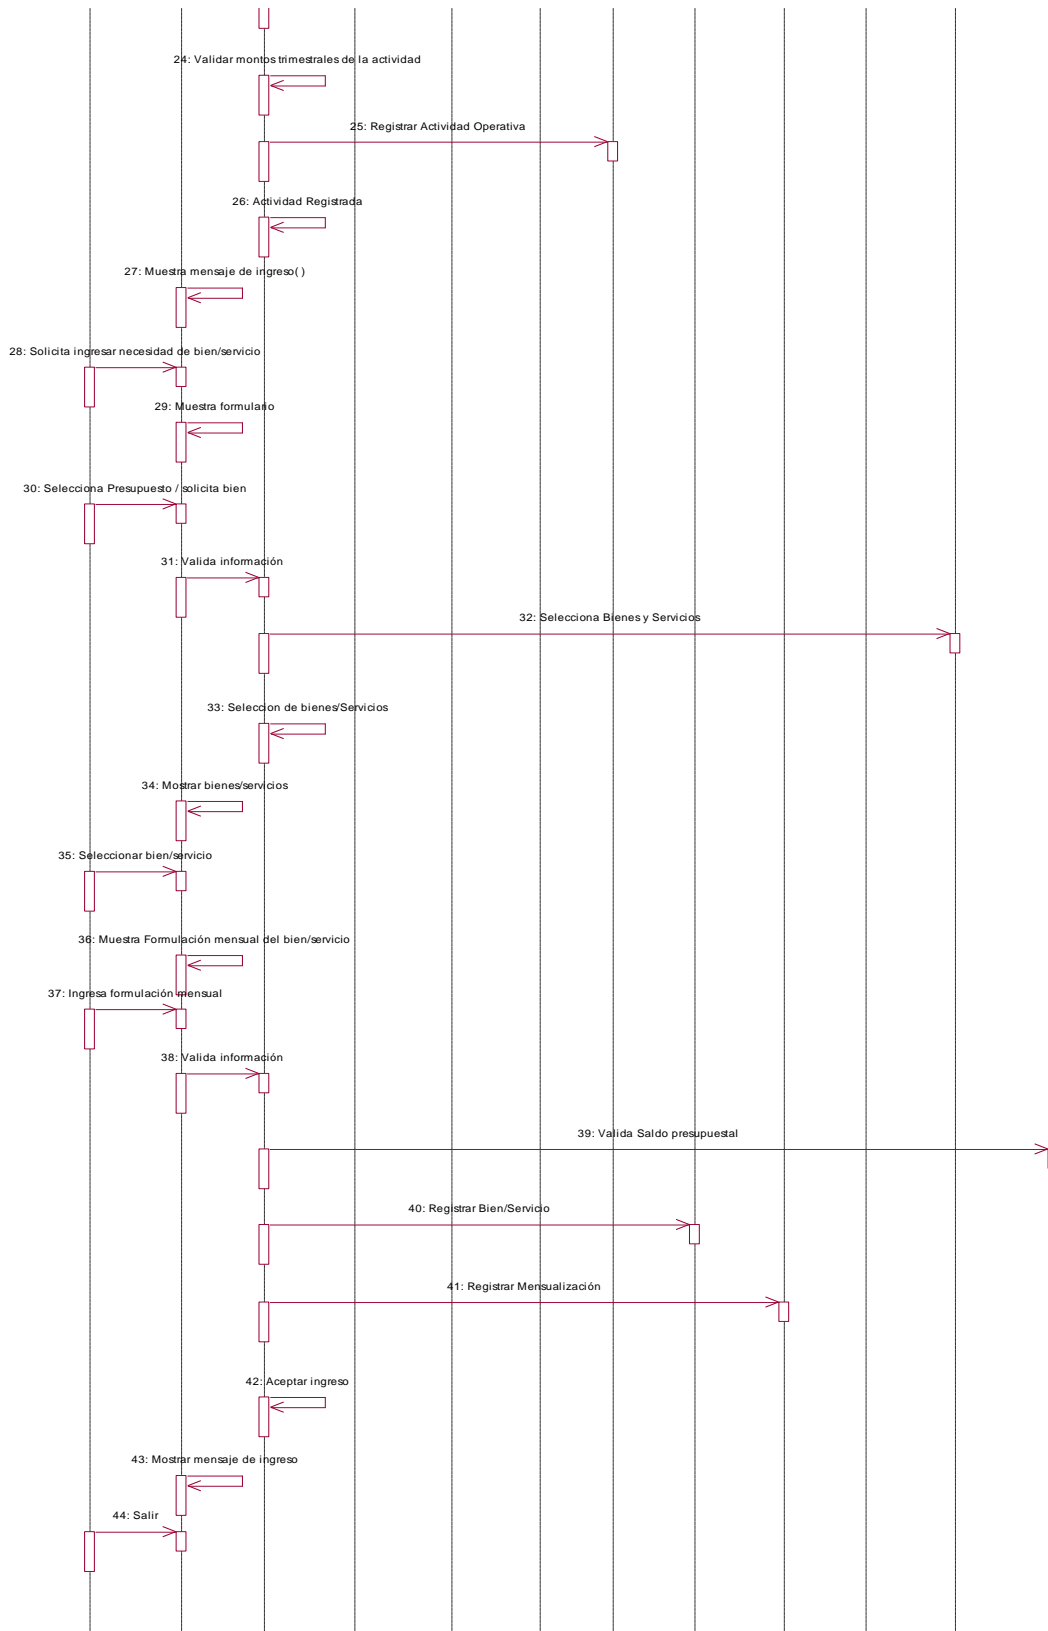 24: Validar montos trimestrales de la actividad
25: Registrar Actividad Operativa
26: Actividad Registrada
27: Muestra mensaje de ingreso( )
28: Solicita ingresar necesidad de bien/servicio
29: Muestra formulario
30: Selecciona Presupuesto / solicita bien
31: Valida información
32: Selecciona Bienes y Servicios
33: Seleccion de bienes/Servicios
34: Mostrar bienes/servicios
35: Seleccionar bien/servicio
36: Muestra Formulación mensual del bien/servicio
37: Ingresa formulación mensual
38: Valida información
39: Valida Saldo presupuestal
40: Registrar Bien/Servicio
41: Registrar Mensualización
42: Aceptar ingreso
43: Mostrar mensaje de ingreso
44: Salir